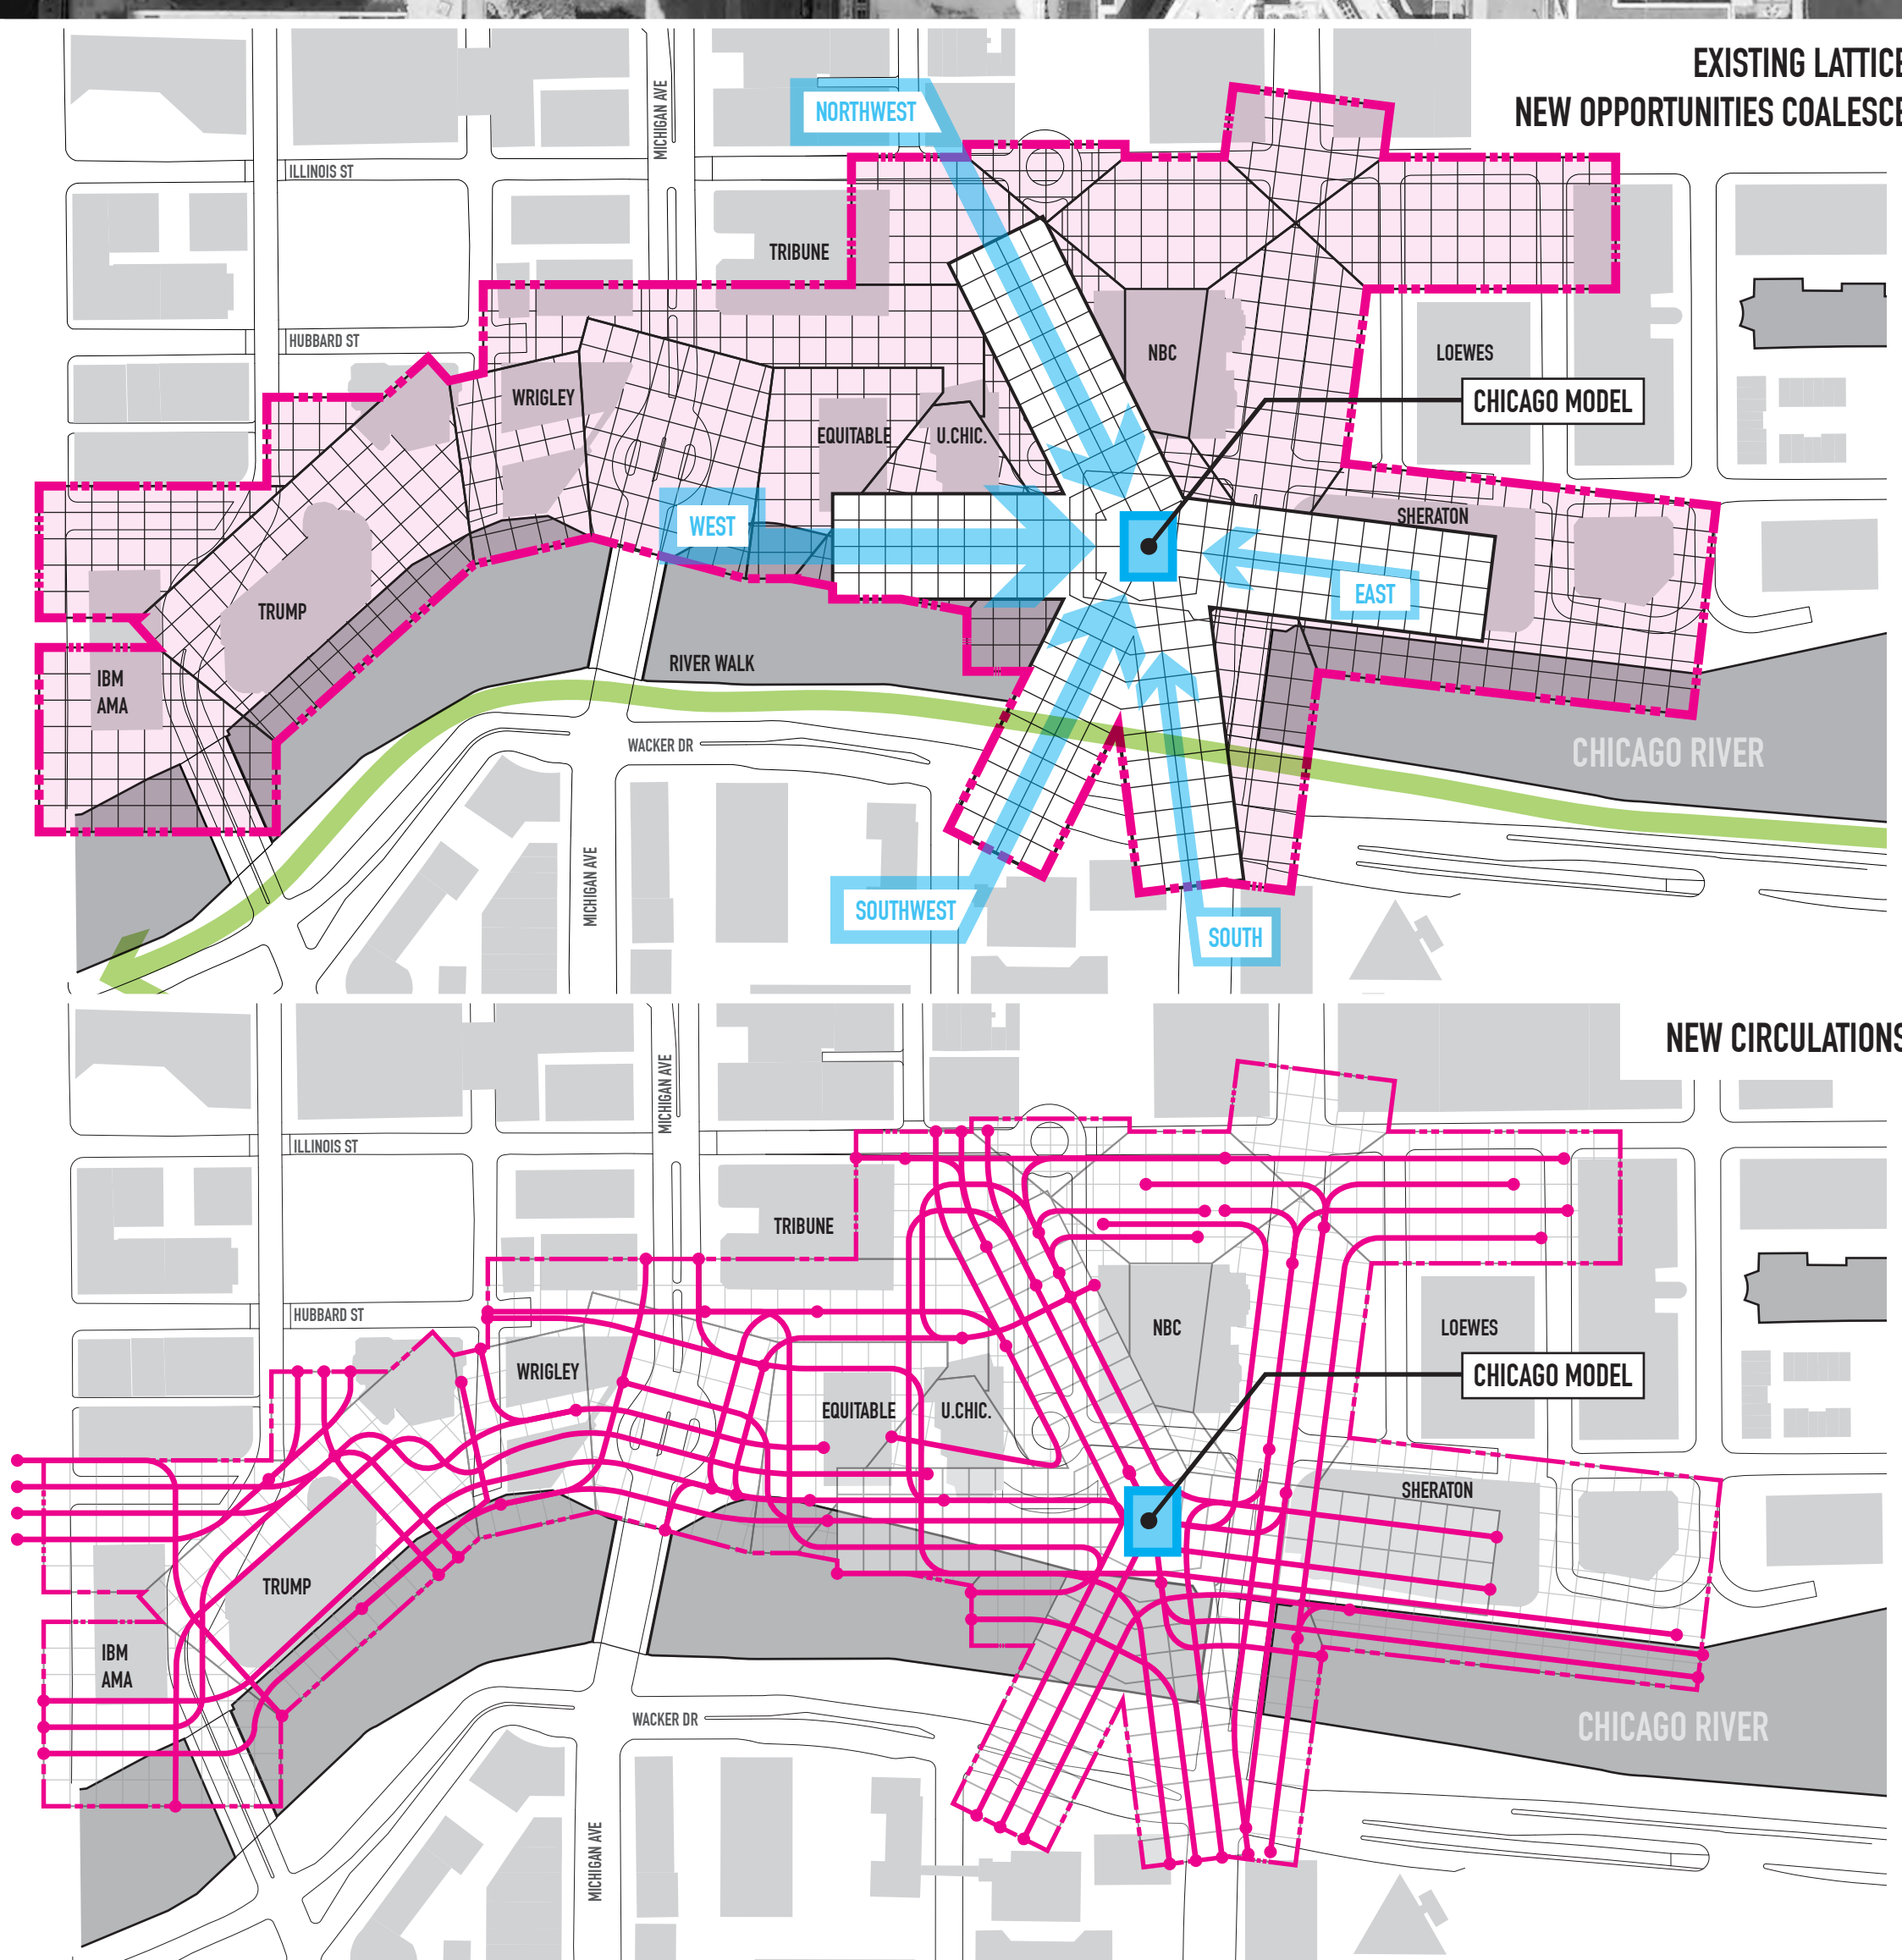 EXISTING LATTICE
NEW OPPORTUNITIES COALESCE
NORTHWEST
MICHIGAN AVE
ILLINOIS ST
TRIBUNE
HUBBARD ST
NBC
LOEWES
WRIGLEY
CHICAGO MODEL
EQUITABLE
U.CHIC.
WEST
SHERATON
EAST
TRUMP
RIVER WALK
IBM
AMA
WACKER DR
CHICAGO RIVER
MICHIGAN AVE
SOUTHWEST
SOUTH
NEW CIRCULATIONS
MICHIGAN AVE
ILLINOIS ST
TRIBUNE
HUBBARD ST
NBC
LOEWES
WRIGLEY
CHICAGO MODEL
EQUITABLE
U.CHIC.
SHERATON
TRUMP
IBM
AMA
WACKER DR
CHICAGO RIVER
MICHIGAN AVE